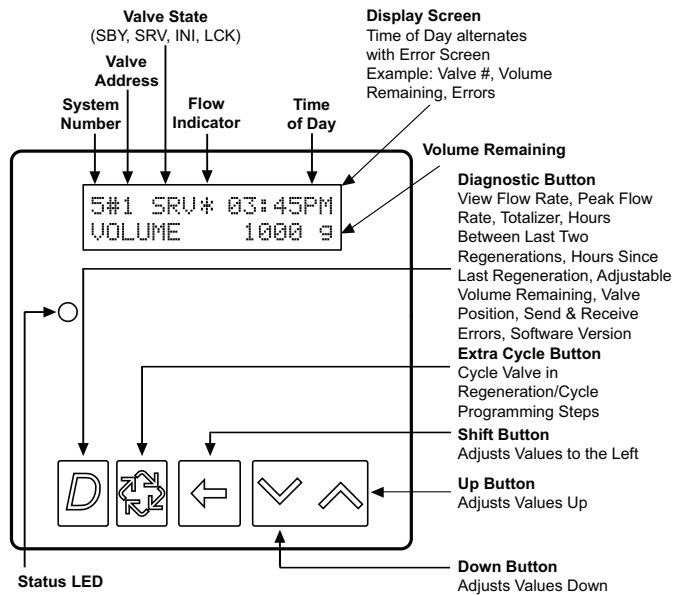 Valve State
(SBY, SRV, INI, LCK)
Valve
Address
System
Number
Flow
Indicator
Time
of Day
Display Screen
Time of Day alternates
with Error Screen
Example: Valve #, Volume
Remaining, Errors
Volume Remaining
5#1 SRV* 03:45PM
VOLUME 1000 g
Diagnostic Button
View Flow Rate, Peak Flow
Rate, Totalizer, Hours
Between Last Two
Regenerations, Hours Since
Last Regeneration, Adjustable
Volume Remaining, Valve
Position, Send & Receive
Errors, Software Version
Extra Cycle Button
Cycle Valve in
Regeneration/Cycle
Programming Steps
Shift Button
Adjusts Values to the Left
D
Up Button
Adjusts Values Up
Down Button
Adjusts Values Down
Status LED